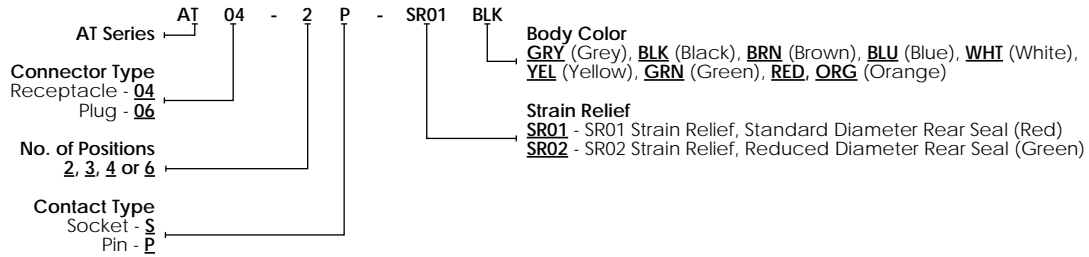 AT 04 - 2 P - SR01 BLK
AT Series
Connector Type
Receptacle - 04
Plug - 06
No. of Positions
2, 3, 4 or 6
Contact Type
Socket - S
Pin - P
Body Color
GRY (Grey), BLK (Black), BRN (Brown), BLU (Blue), WHT (White),
YEL (Yellow), GRN (Green), RED, ORG (Orange)
Strain Relief
SR01 - SR01 Strain Relief, Standard Diameter Rear Seal (Red)
SR02 - SR02 Strain Relief, Reduced Diameter Rear Seal (Green)